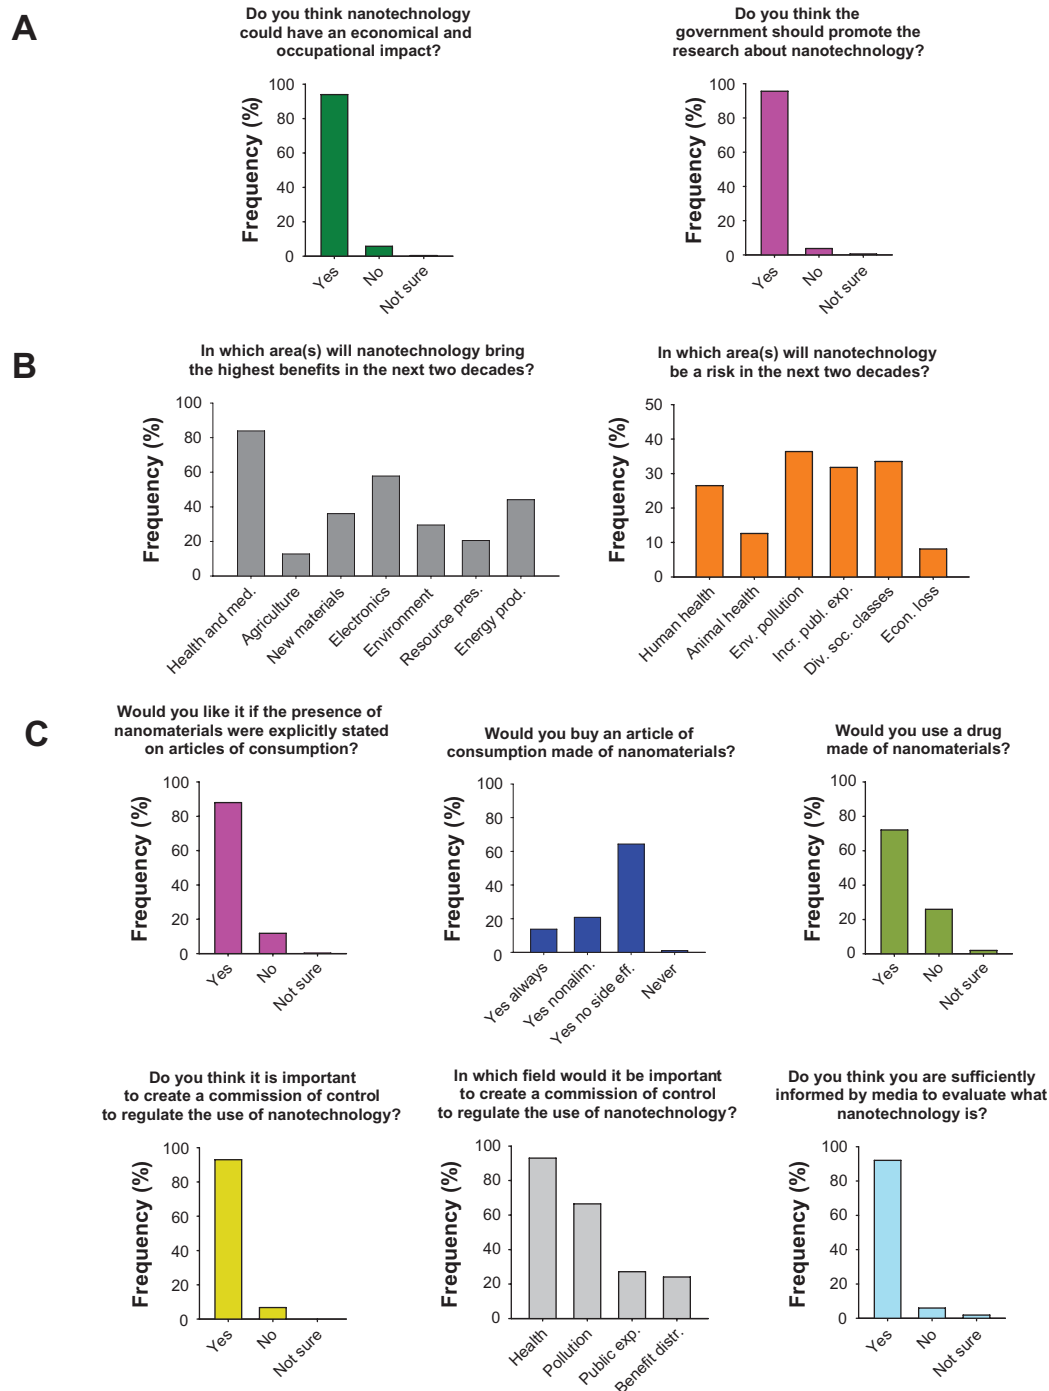 A
Do you think nanotechnology
could have an economical and
occupational impact?
Frequency (%)
100
80
60
40
20
0
Yes
No
Not sure
Do you think the
government should promote the
research about nanotechnology?
Frequency (%)
100
80
60
40
20
0
Yes
No
Not sure
B
In which area(s) will nanotechnology bring
the highest benefits in the next two decades?
Frequency (%)
100
80
60
40
20
0
Health and med.
Agriculture
New materials
Electronics
Environment
Resource pres.
Energy prod.
In which area(s) will nanotechnology
be a risk in the next two decades?
Frequency (%)
50
40
30
20
10
0
Human health
Animal health
Env. pollution
Incr. publ. exp.
Div. soc. classes
Econ. loss
C
Would you like it if the presence of
nanomaterials were explicitly stated
on articles of consumption?
Frequency (%)
100
80
60
40
20
0
Yes
No
Not sure
Would you buy an article of
consumption made of nanomaterials?
Frequency (%)
100
80
60
40
20
0
Yes always
Yes nonalim.
Yes no side eff.
Never
Would you use a drug
made of nanomaterials?
Frequency (%)
100
80
60
40
20
0
Yes
No
Not sure
Do you think it is important
to create a commission of control
to regulate the use of nanotechnology?
Frequency (%)
100
80
60
40
20
0
Yes
No
Not sure
In which field would it be important
to create a commission of control
to regulate the use of nanotechnology?
Frequency (%)
100
80
60
40
20
0
Health
Pollution
Public exp.
Benefit distr.
Do you think you are sufficiently
informed by media to evaluate what
nanotechnology is?
Frequency (%)
100
80
60
40
20
0
Yes
No
Not sure